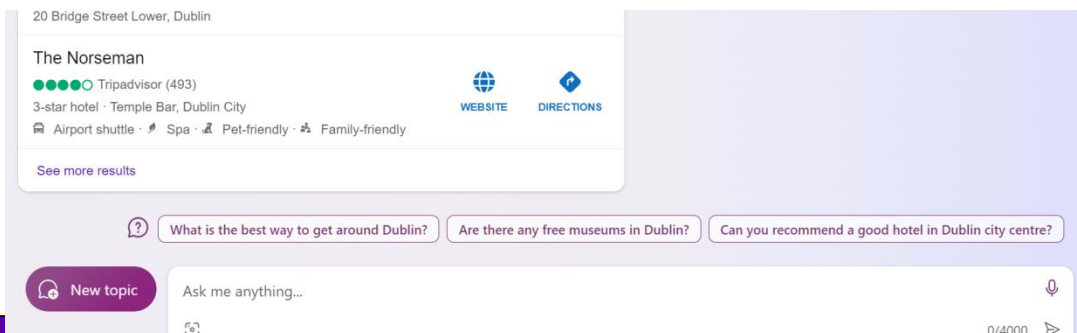 20 Bridge Street Lower, Dublin
The Norseman
Tripadvisor (493)
3-star hotel · Temple Bar, Dublin City
WEBSITE DIRECTIONS
Airport shuttle · Spa · Pet-friendly · Family-friendly
See more results
What is the best way to get around Dublin? Are there any free museums in Dublin? Can you recommend a good hotel in Dublin city centre?
New topic Ask me anything...
0/4000